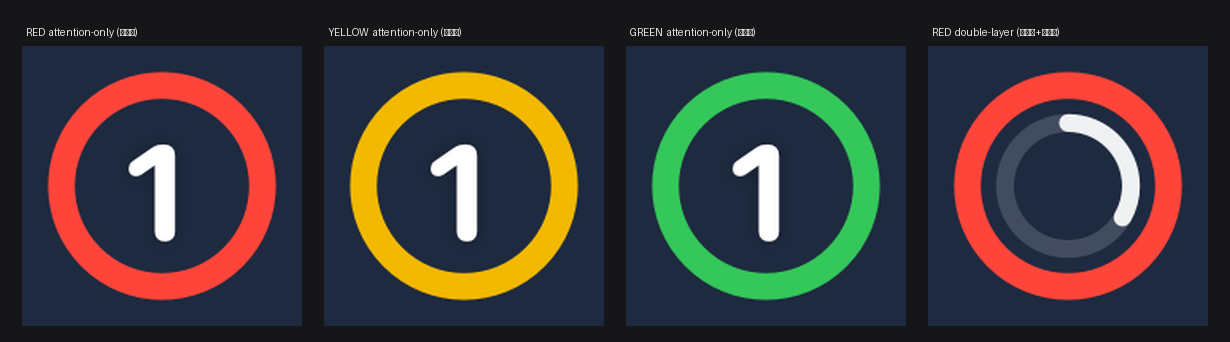 RED attention-only
YELLOW attention-only
GREEN attention-only
RED double-layer
1
1
1